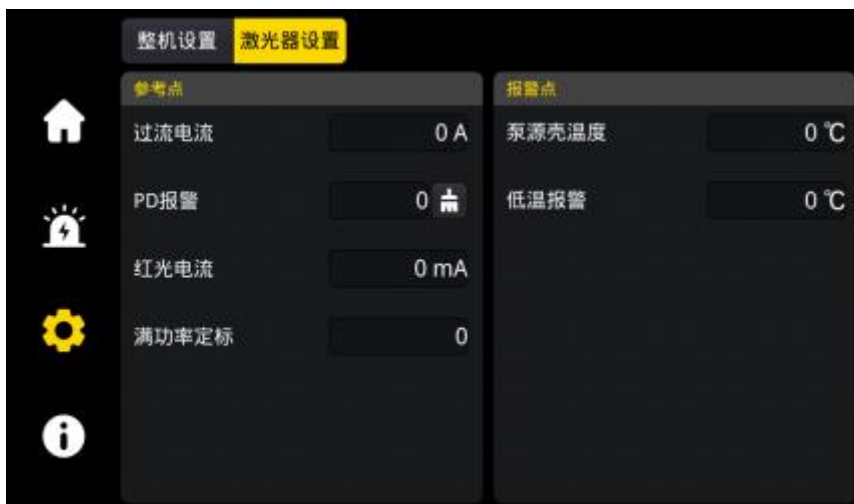 整机设置 激光器设置
参考点
过流电流 0 A
PD报警 0
红光电流 0 mA
满功率定标 0
报警点
泵源壳温度 0 ℃
低温报警 0 ℃